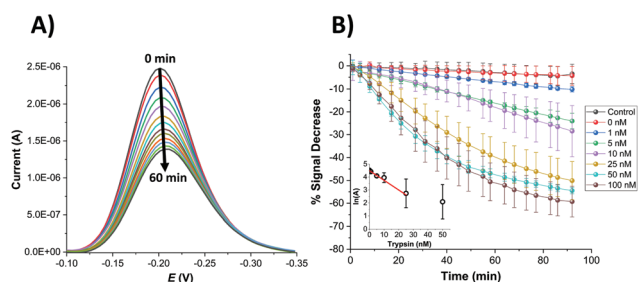 A)
B)
0 min
60 min
2.5E-06
2.0E-06
1.5E-06
1.0E-06
5.0E-07
0.0E+00
Current (A)
-0.10
-0.15
-0.20
-0.25
-0.30
-0.35
E (V)
10
0
-10
-20
-30
-40
-50
-60
-70
-80
% Signal Decrease
0
20
40
60
80
100
Time (min)
5
4
3
2
1
0
ln(A)
0
10
20
30
40
50
Trypsin (nM)
Control
0 nM
1 nM
5 nM
10 nM
25 nM
50 nM
100 nM